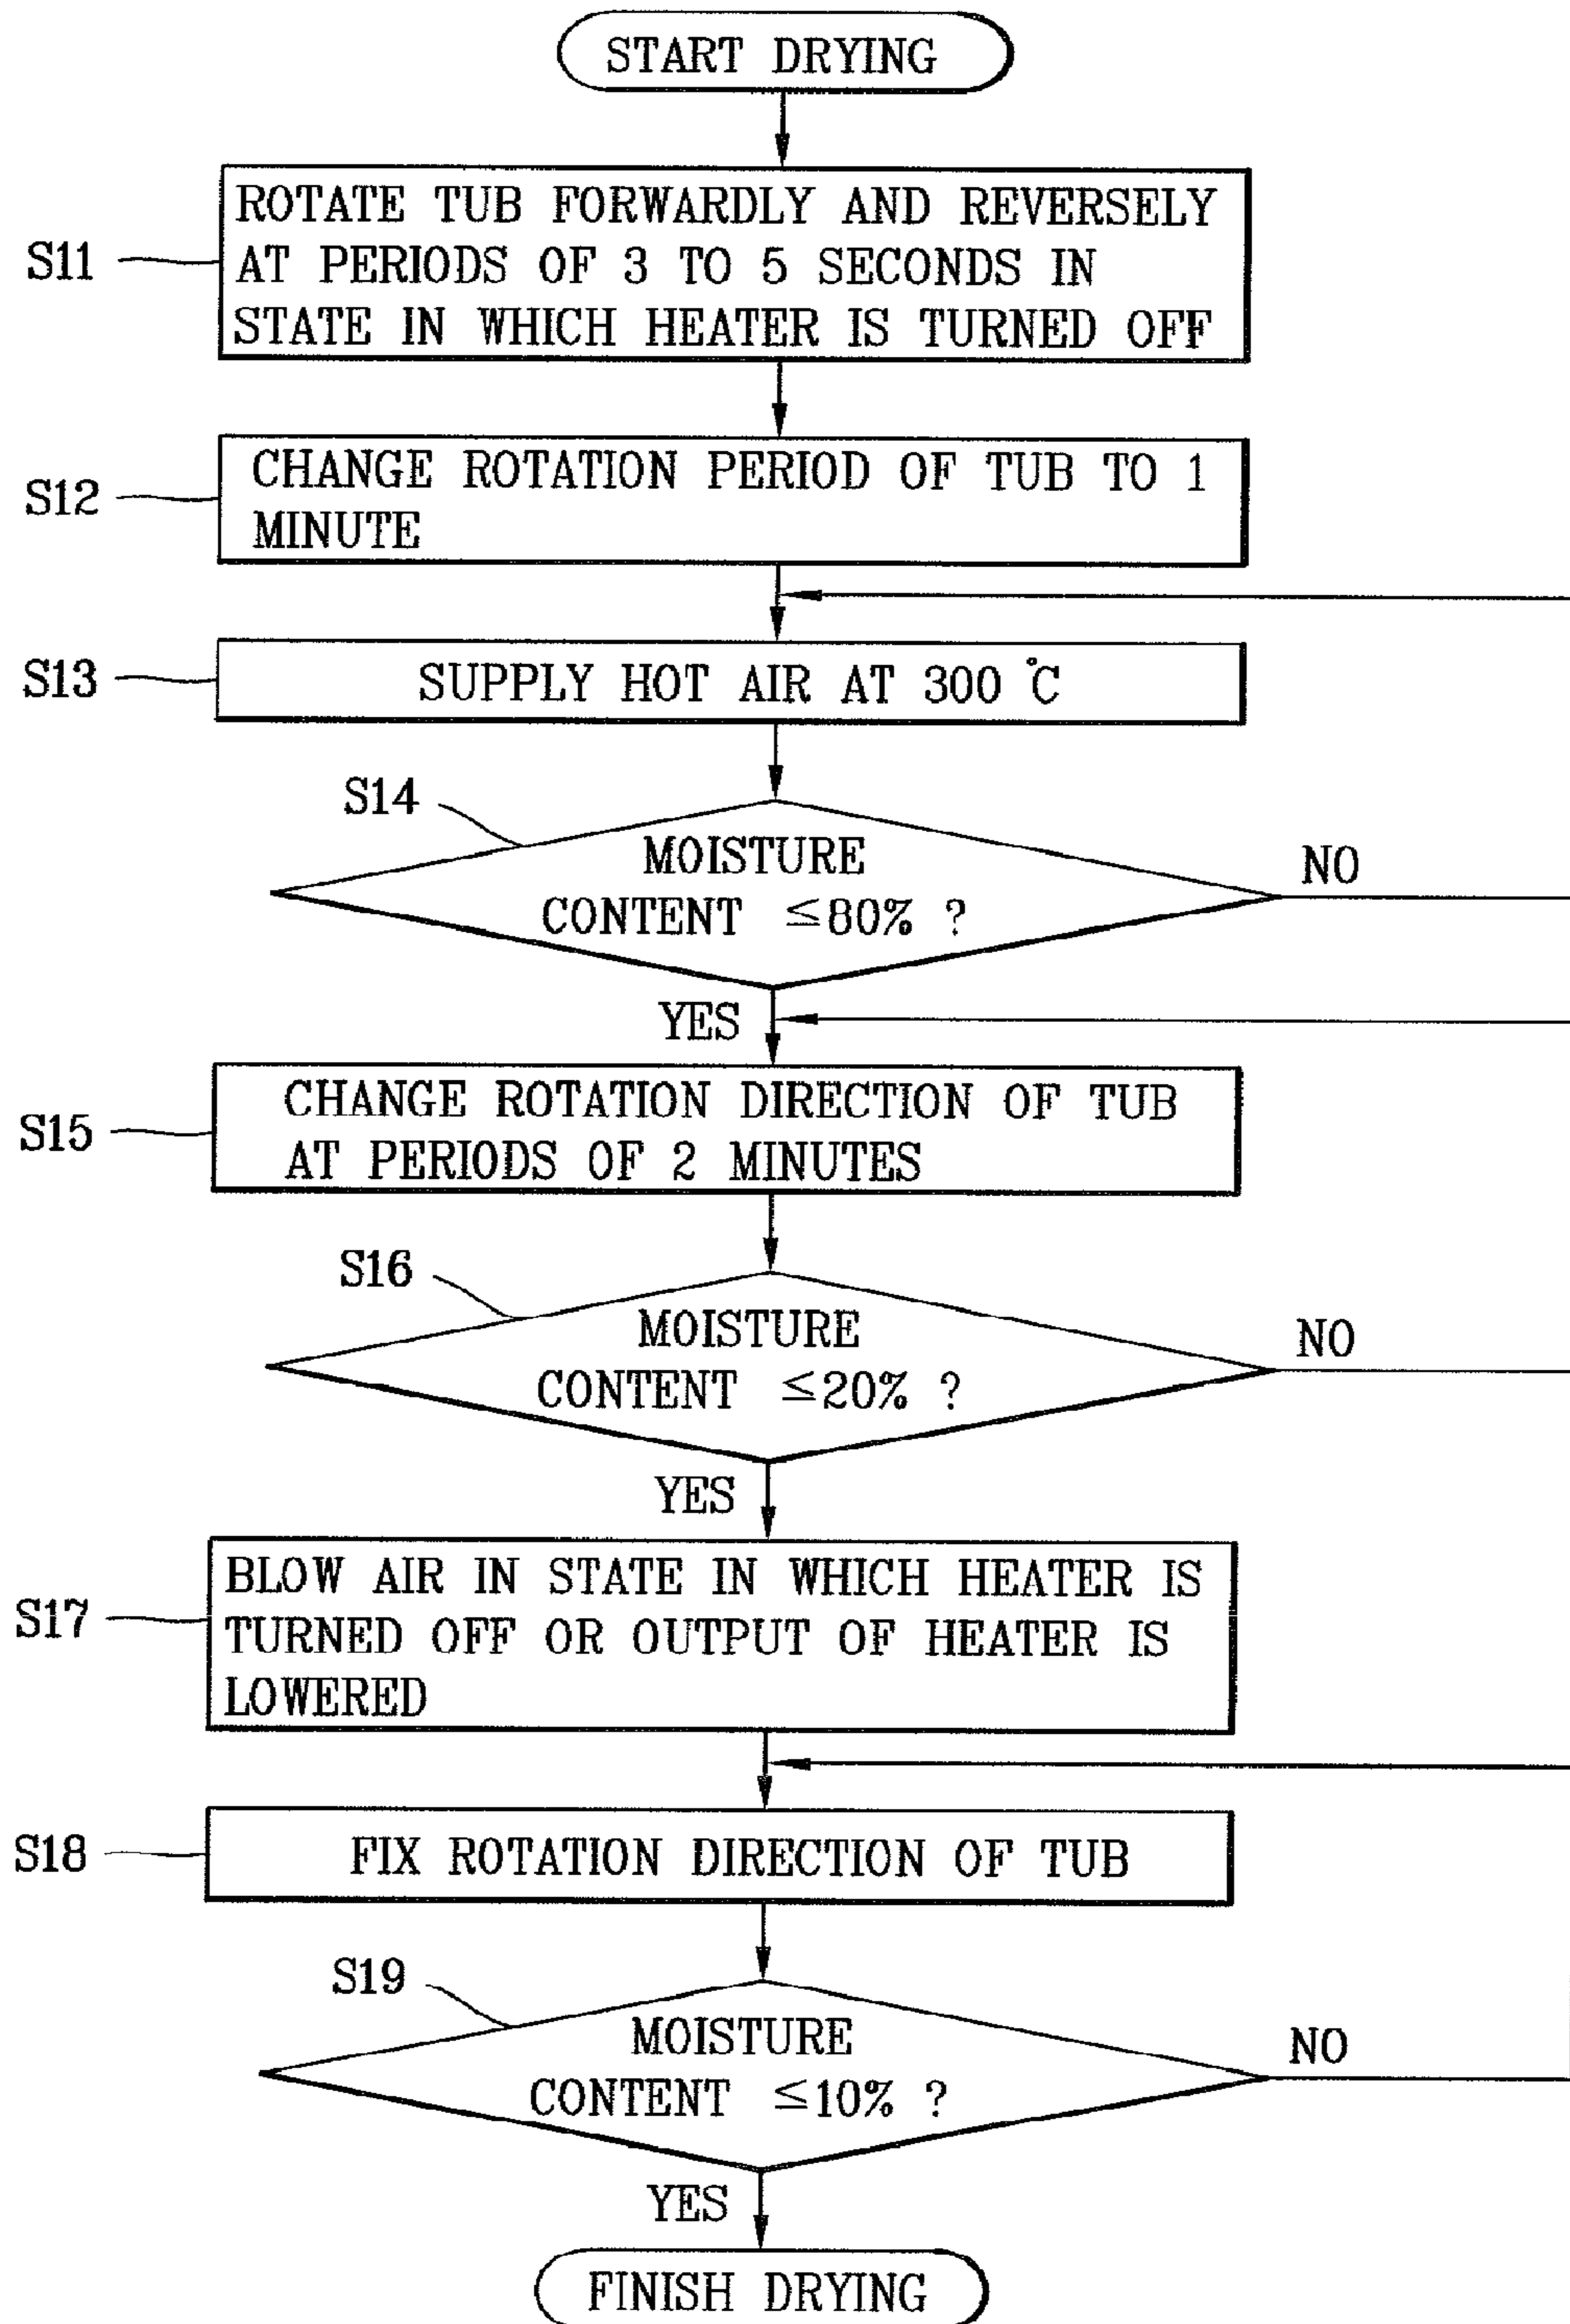 START DRYING
S11
ROTATE TUB FORWARDLY AND REVERSELY
AT PERIODS OF 3 TO 5 SECONDS IN
STATE IN WHICH HEATER IS TURNED OFF
S12
CHANGE ROTATION PERIOD OF TUB TO 1
MINUTE
S13
SUPPLY HOT AIR AT 300 °C
S14
MOISTURE
CONTENT ≦80% ?
NO
YES
S15
CHANGE ROTATION DIRECTION OF TUB
AT PERIODS OF 2 MINUTES
S16
MOISTURE
CONTENT ≦20% ?
NO
YES
S17
BLOW AIR IN STATE IN WHICH HEATER IS
TURNED OFF OR OUTPUT OF HEATER IS
LOWERED
S18
FIX ROTATION DIRECTION OF TUB
S19
MOISTURE
CONTENT ≦10% ?
NO
YES
FINISH DRYING